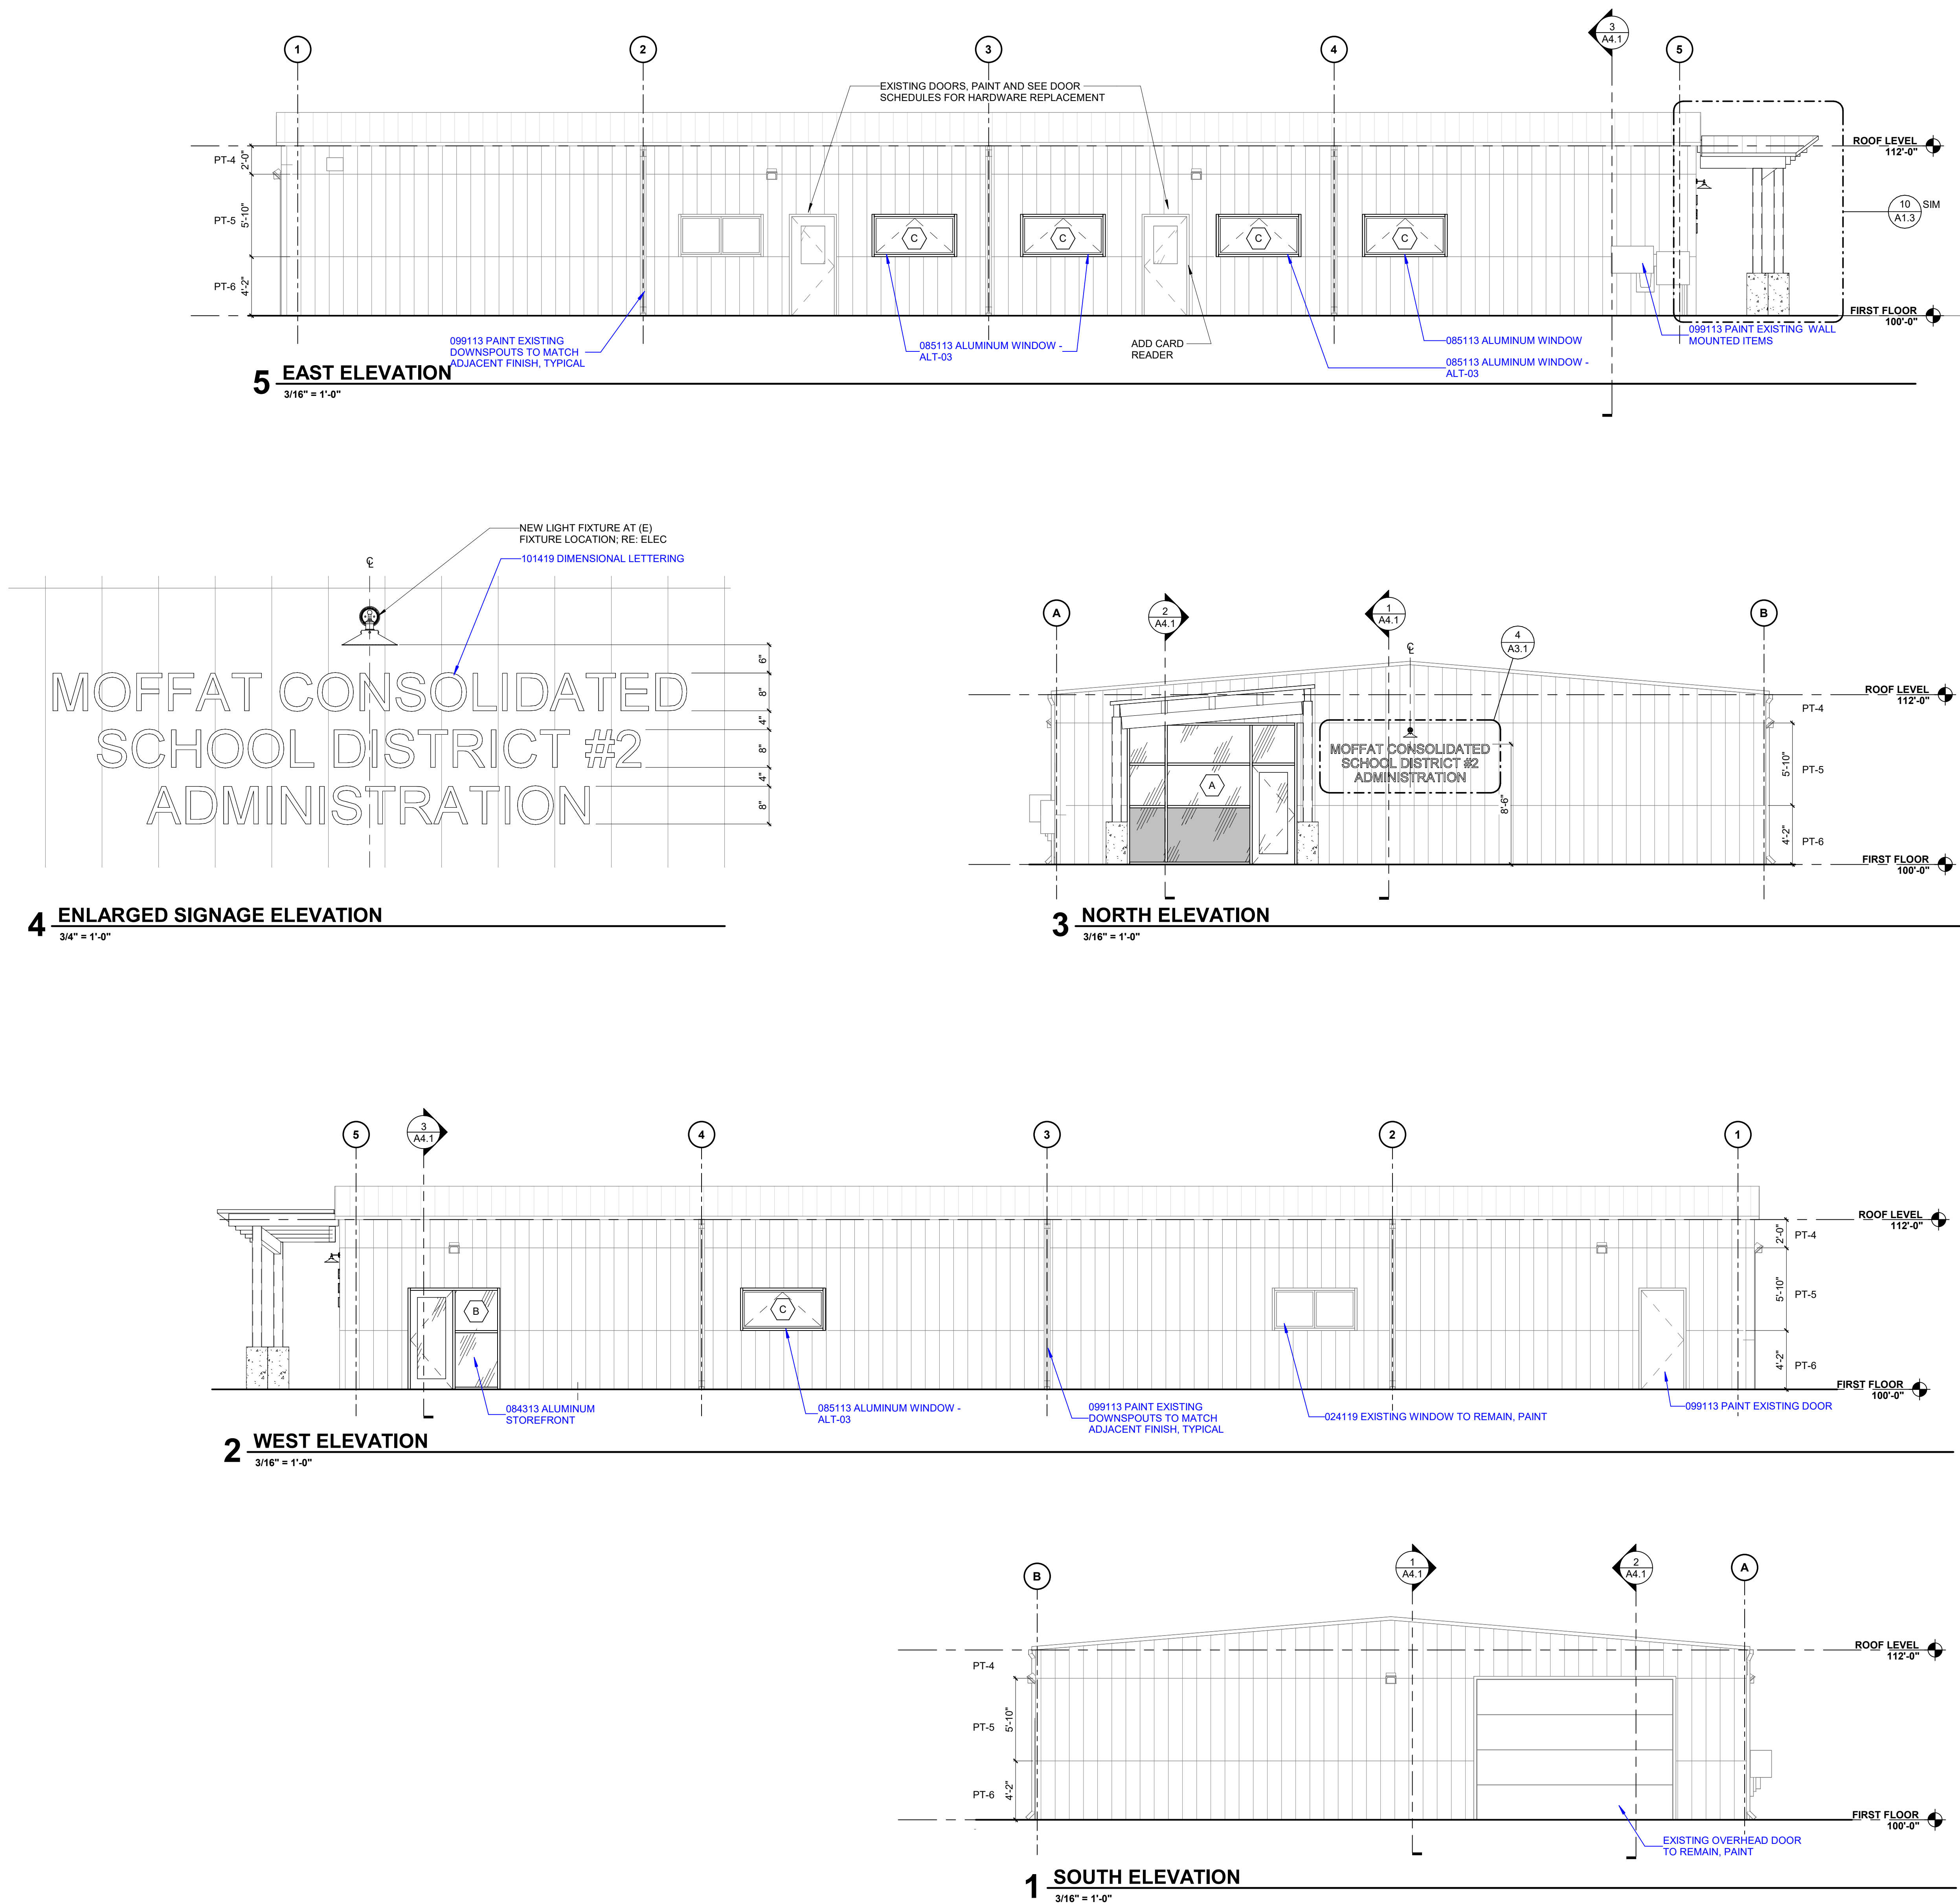 1
2
3
4
3
A4.1
5
EXISTING DOORS, PAINT AND SEE DOOR
SCHEDULES FOR HARDWARE REPLACEMENT
PT-4
2'-0"
PT-5
5'-10"
PT-6
4'-2"
C
C
C
C
ROOF LEVEL
112'-0"
10
A1.3
SIM
FIRST FLOOR
100'-0"
099113 PAINT EXISTING
DOWNSPOUTS TO MATCH
ADJACENT FINISH, TYPICAL
085113 ALUMINUM WINDOW -
ALT-03
ADD CARD
READER
085113 ALUMINUM WINDOW
085113 ALUMINUM WINDOW -
ALT-03
099113 PAINT EXISTING WALL
MOUNTED ITEMS
5 EAST ELEVATION
3/16" = 1'-0"
NEW LIGHT FIXTURE AT (E)
FIXTURE LOCATION; RE: ELEC
101419 DIMENSIONAL LETTERING
CL
MOFFAT CONSOLIDATED
SCHOOL DISTRICT #2
ADMINISTRATION
6"
8"
4"
8"
4"
8"
4 ENLARGED SIGNAGE ELEVATION
3/4" = 1'-0"
A
2
A4.1
1
A4.1
CL
4
A3.1
B
MOFFAT CONSOLIDATED
SCHOOL DISTRICT #2
ADMINISTRATION
A
8'-6"
ROOF LEVEL
112'-0"
PT-4
5'-10"
PT-5
4'-2"
PT-6
FIRST FLOOR
100'-0"
3 NORTH ELEVATION
3/16" = 1'-0"
5
3
A4.1
4
3
2
1
B
C
ROOF LEVEL
112'-0"
2'-0"
PT-4
5'-10"
PT-5
4'-2"
PT-6
FIRST FLOOR
100'-0"
084313 ALUMINUM
STOREFRONT
085113 ALUMINUM WINDOW -
ALT-03
099113 PAINT EXISTING
DOWNSPOUTS TO MATCH
ADJACENT FINISH, TYPICAL
024119 EXISTING WINDOW TO REMAIN, PAINT
099113 PAINT EXISTING DOOR
2 WEST ELEVATION
3/16" = 1'-0"
B
1
A4.1
2
A4.1
A
ROOF LEVEL
112'-0"
PT-4
PT-5
5'-10"
PT-6
4'-2"
FIRST FLOOR
100'-0"
EXISTING OVERHEAD DOOR
TO REMAIN, PAINT
1 SOUTH ELEVATION
3/16" = 1'-0"